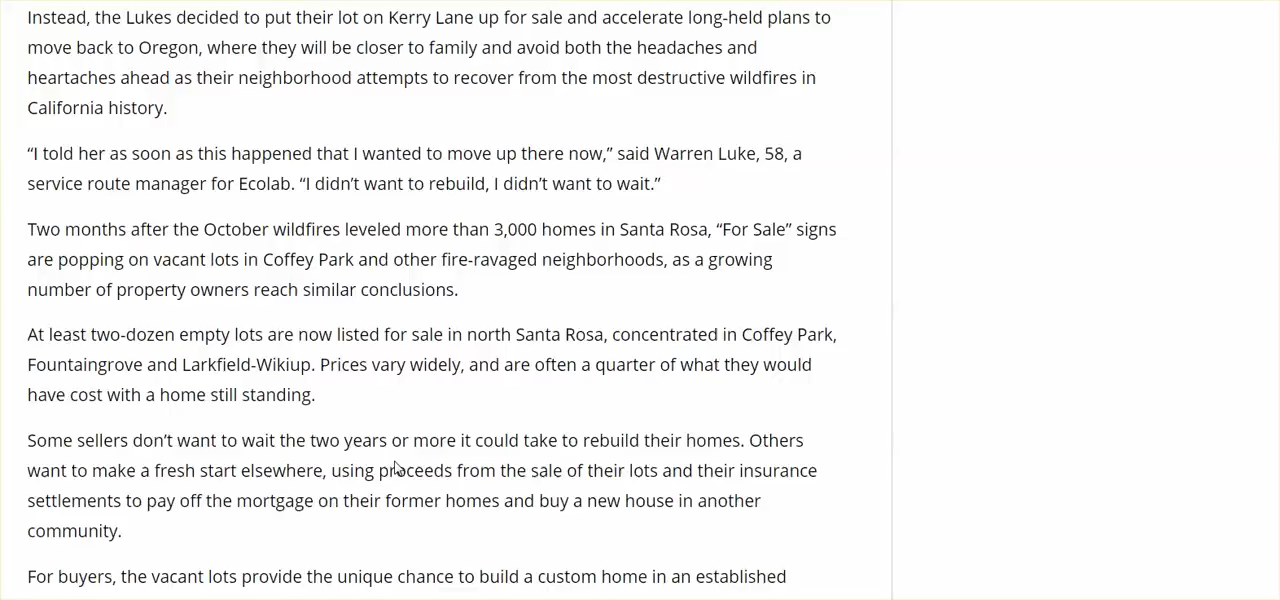 Instead, the Lukes decided to put their lot on Kerry Lane up for sale and accelerate long-held plans to
move back to Oregon, where they will be closer to family and avoid both the headaches and
heartaches ahead as their neighborhood attempts to recover from the most destructive wildfires in
California history.
“I told her as soon as this happened that I wanted to move up there now,” said Warren Luke, 58, a
service route manager for Ecolab. “I didn’t want to rebuild, I didn’t want to wait.”
Two months after the October wildfires leveled more than 3,000 homes in Santa Rosa, “For Sale” signs
are popping on vacant lots in Coffey Park and other fire-ravaged neighborhoods, as a growing
number of property owners reach similar conclusions.
At least two-dozen empty lots are now listed for sale in north Santa Rosa, concentrated in Coffey Park,
Fountaingrove and Larkfield-Wikiup. Prices vary widely, and are often a quarter of what they would
have cost with a home still standing.
Some sellers don’t want to wait the two years or more it could take to rebuild their homes. Others
want to make a fresh start elsewhere, using proceeds from the sale of their lots and their insurance
settlements to pay off the mortgage on their former homes and buy a new house in another
community.
For buyers, the vacant lots provide the unique chance to build a custom home in an established